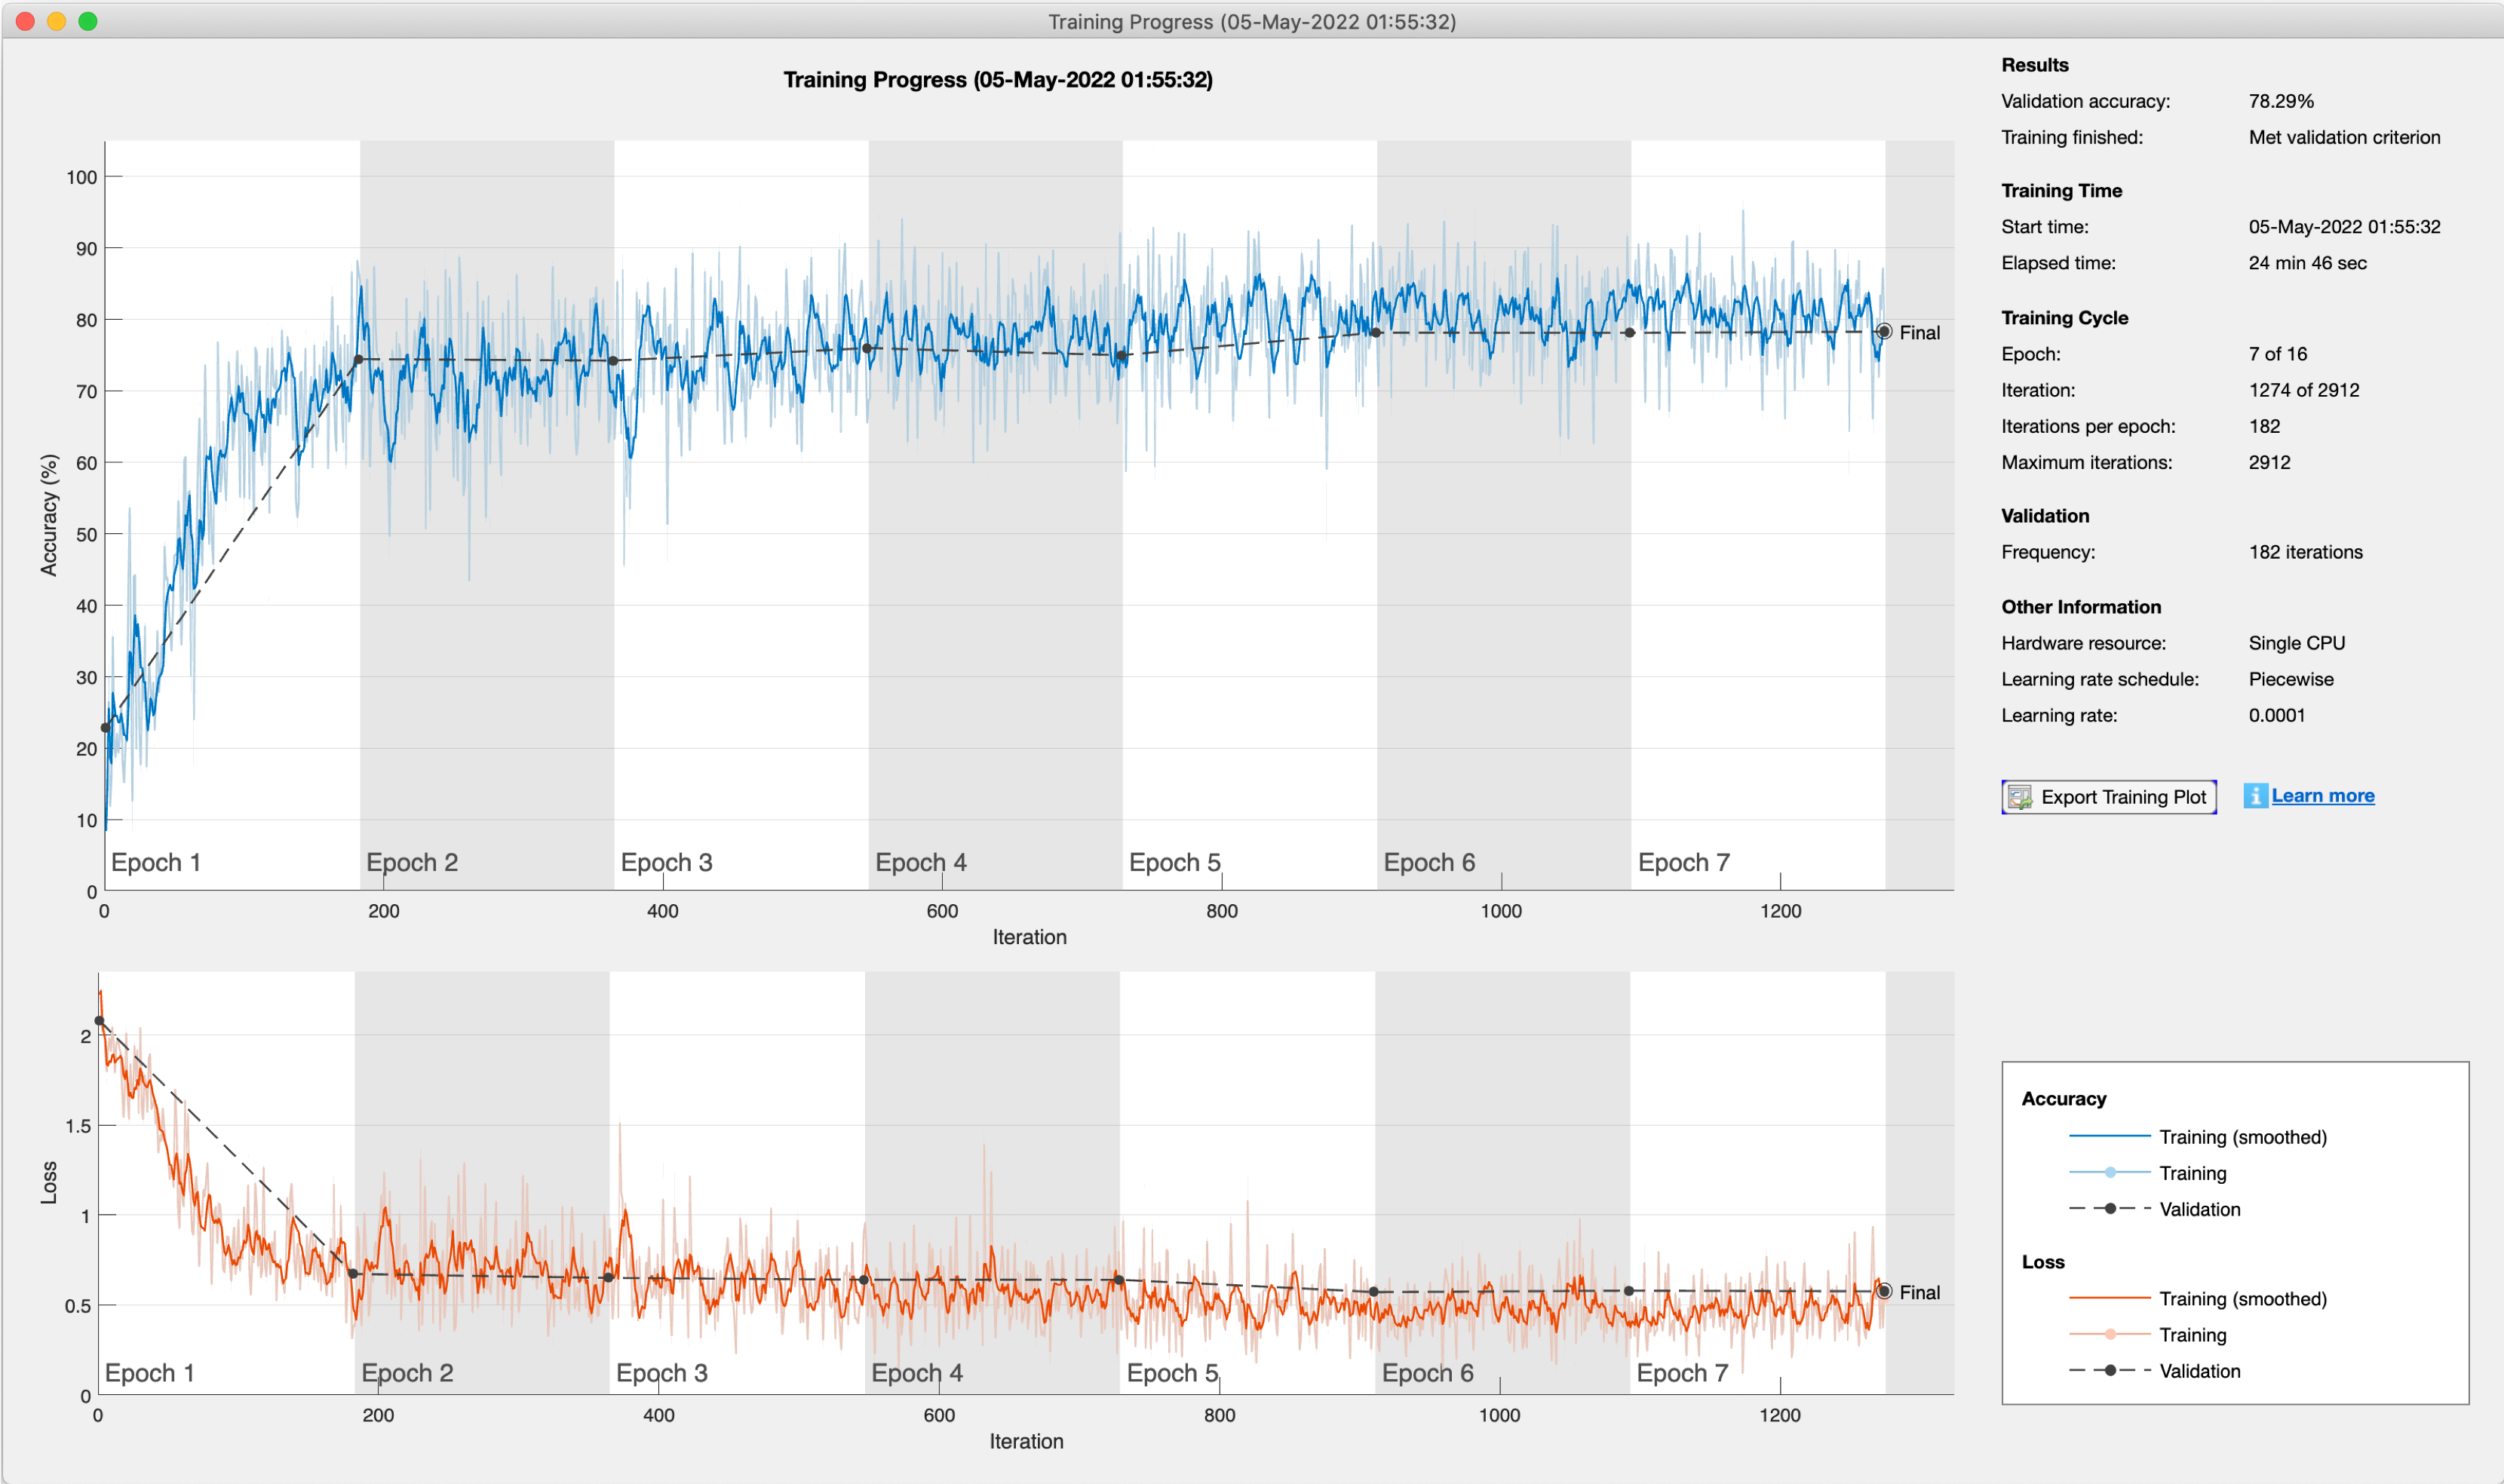 Training Progress (05-May-2022 01:55:32)
Training Progress (05-May-2022 01:55:32)
100
90
80
70
60
50
40
30
20
10
0
Accuracy (%)
Final
Epoch 1 Epoch 2 Epoch 3 Epoch 4 Epoch 5 Epoch 6 Epoch 7
0 200 400 600 800 1000 1200
Iteration
2
1.5
1
0.5
0
Loss
Final
Epoch 1 Epoch 2 Epoch 3 Epoch 4 Epoch 5 Epoch 6 Epoch 7
0 200 400 600 800 1000 1200
Iteration
Results
Validation accuracy: 78.29%
Training finished: Met validation criterion
Training Time
Start time: 05-May-2022 01:55:32
Elapsed time: 24 min 46 sec
Training Cycle
Epoch: 7 of 16
Iteration: 1274 of 2912
Iterations per epoch: 182
Maximum iterations: 2912
Validation
Frequency: 182 iterations
Other Information
Hardware resource: Single CPU
Learning rate schedule: Piecewise
Learning rate: 0.0001
Export Training Plot i Learn more
Accuracy
Training (smoothed)
Training
Validation
Loss
Training (smoothed)
Training
Validation